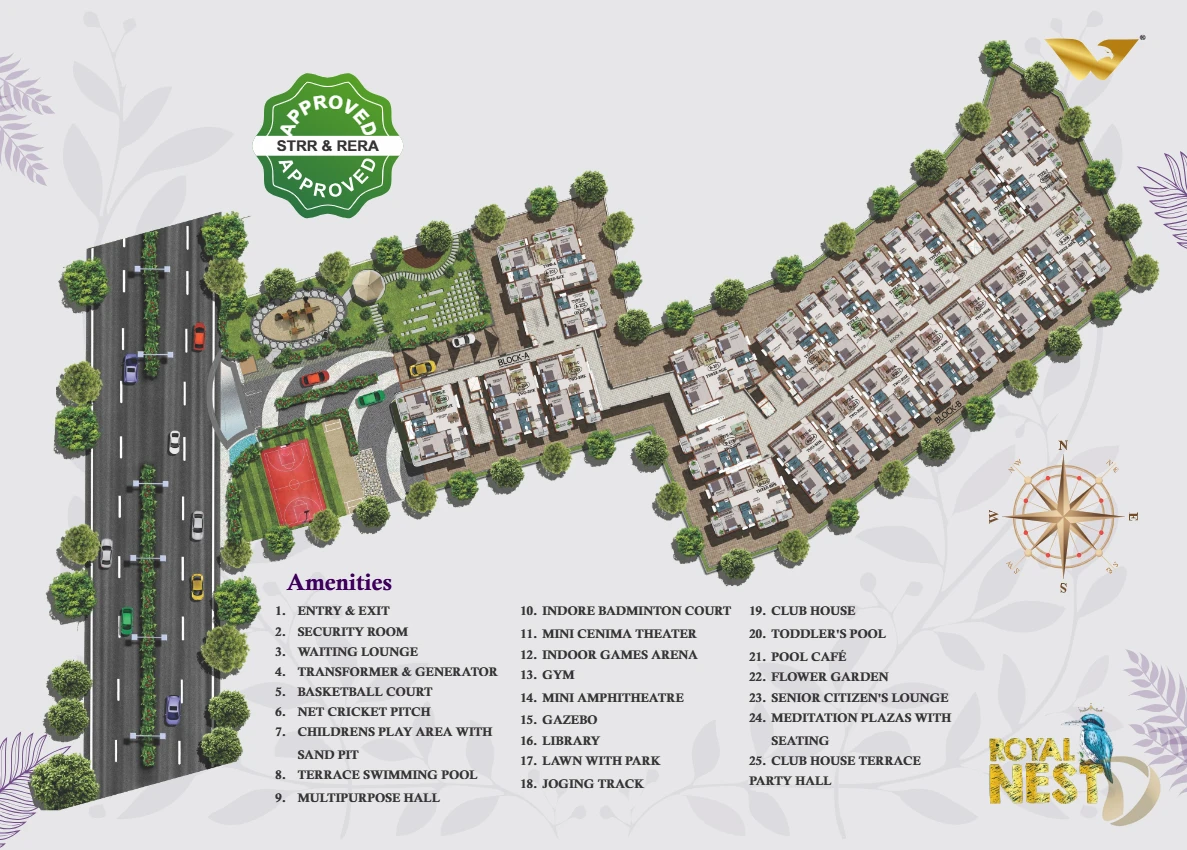 ®
APPROVED
STRR & RERA
APPROVED
BLOCK-A
BLOCK-B
N
E
S
W
Amenities
1. ENTRY & EXIT
2. SECURITY ROOM
3. WAITING LOUNGE
4. TRANSFORMER & GENERATOR
5. BASKETBALL COURT
6. NET CRICKET PITCH
7. CHILDRENS PLAY AREA WITH
SAND PIT
8. TERRACE SWIMMING POOL
9. MULTIPURPOSE HALL
10. INDORE BADMINTON COURT
11. MINI CENIMA THEATER
12. INDOOR GAMES ARENA
13. GYM
14. MINI AMPHITHEATRE
15. GAZEBO
16. LIBRARY
17. LAWN WITH PARK
18. JOGING TRACK
19. CLUB HOUSE
20. TODDLER'S POOL
21. POOL CAFÉ
22. FLOWER GARDEN
23. SENIOR CITIZEN'S LOUNGE
24. MEDITATION PLAZAS WITH
SEATING
25. CLUB HOUSE TERRACE
PARTY HALL
ROYAL
NEST